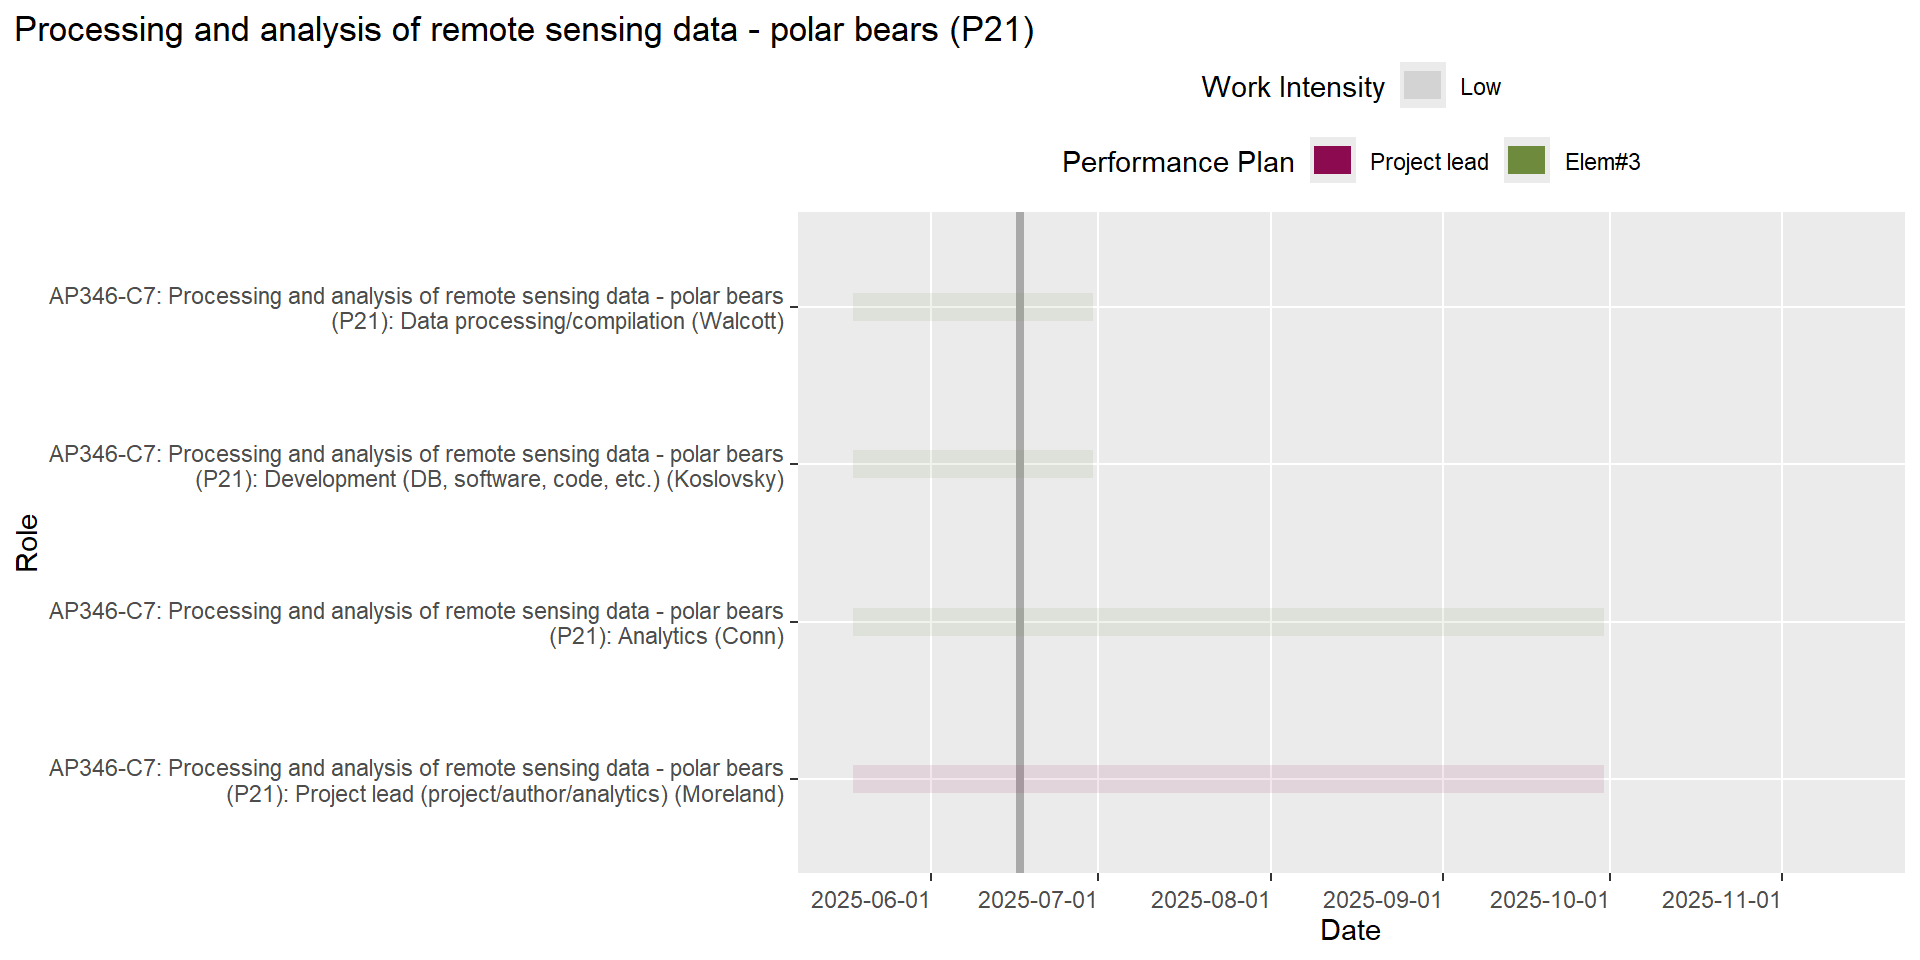 Processing and analysis of remote sensing data - polar bears (P21)
Work Intensity Low
Performance Plan Project lead Elem#3
AP346-C7: Processing and analysis of remote sensing data - polar bears
(P21): Data processing/compilation (Walcott)
AP346-C7: Processing and analysis of remote sensing data - polar bears
(P21): Development (DB, software, code, etc.) (Koslovsky)
Role
AP346-C7: Processing and analysis of remote sensing data - polar bears
(P21): Analytics (Conn)
AP346-C7: Processing and analysis of remote sensing data - polar bears
(P21): Project lead (project/author/analytics) (Moreland)
2025-06-01 2025-07-01 2025-08-01 2025-09-01 2025-10-01 2025-11-01
Date